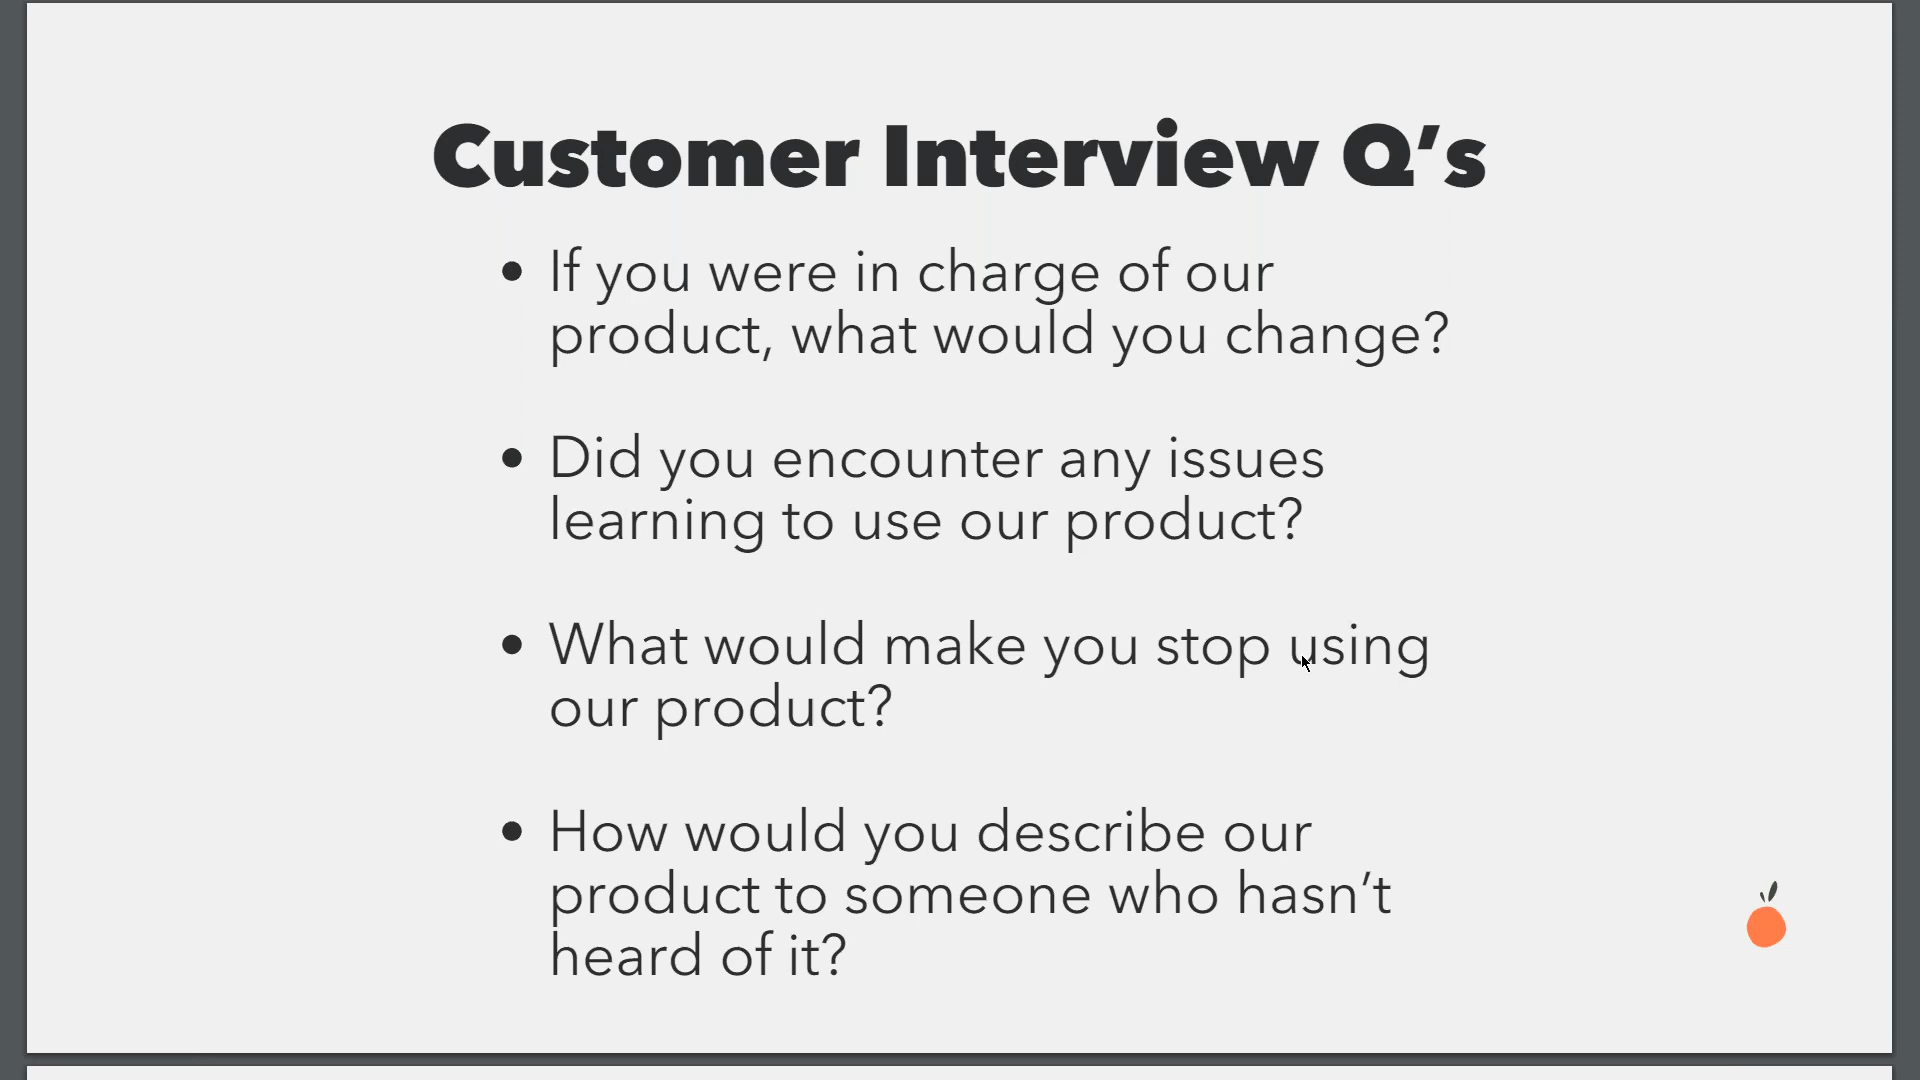 Customer Interview Q’s
• If you were in charge of our
product, what would you change?
• Did you encounter any issues
learning to use our product?
• What would make you stop using
our product?
• How would you describe our
product to someone who hasn’t
heard of it?